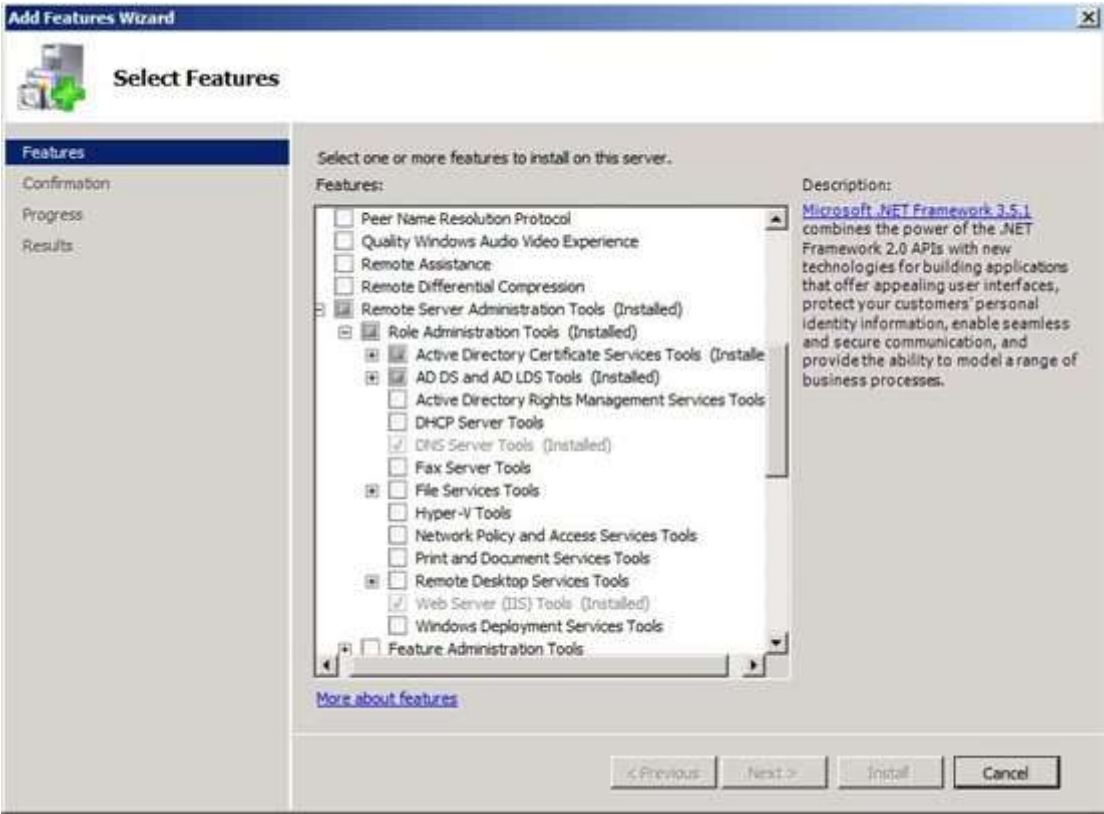 Add Features Wizard
Select Features
Features
Confirmation
Progress
Results
Select one or more features to install on this server.
Features:
Peer Name Resolution Protocol
Quality Windows Audio Video Experience
Remote Assistance
Remote Differential Compression
Remote Server Administration Tools (Installed)
Role Administration Tools (Installed)
Active Directory Certificate Services Tools (Installe
AD DS and AD LDS Tools (Installed)
Active Directory Rights Management Services Tools
DHCP Server Tools
DNS Server Tools (Installed)
Fax Server Tools
File Services Tools
Hyper-V Tools
Network Policy and Access Services Tools
Print and Document Services Tools
Remote Desktop Services Tools
Web Server (IIS) Tools (Installed)
Windows Deployment Services Tools
Feature Administration Tools
More about features
Description:
Microsoft .NET Framework 3.5.1
combines the power of the .NET
Framework 2.0 APIs with new
technologies for building applications
that offer appealing user interfaces,
protect your customers' personal
identity information, enable seamless
and secure communication, and
provide the ability to model a range of
business processes.
< Previous
Next >
Install
Cancel